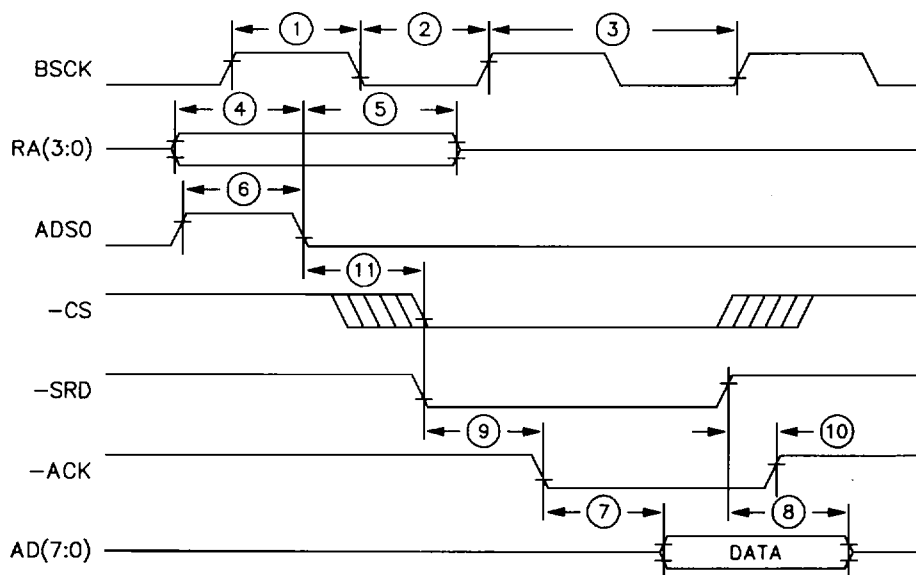 1 2 3
BSCK
4 5
RA(3:0)
6
ADS0
11
-CS
-SRD
9 10
-ACK
7 8
AD(7:0) DATA